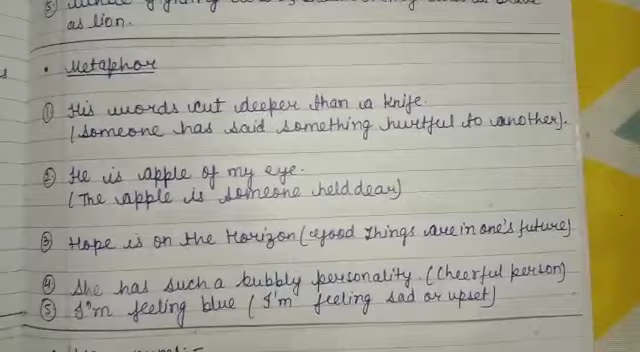 as lion.
• Metaphor
① His words cut deeper than a knife.
(someone has said something hurtful to another).
② He is apple of my eye.
(The apple is someone held dear)
③ Hope is on the Horizon (Good things are in one's future)
④ She has such a bubbly personality. (Cheerful person)
⑤ I'm feeling blue (I'm feeling sad or upset)